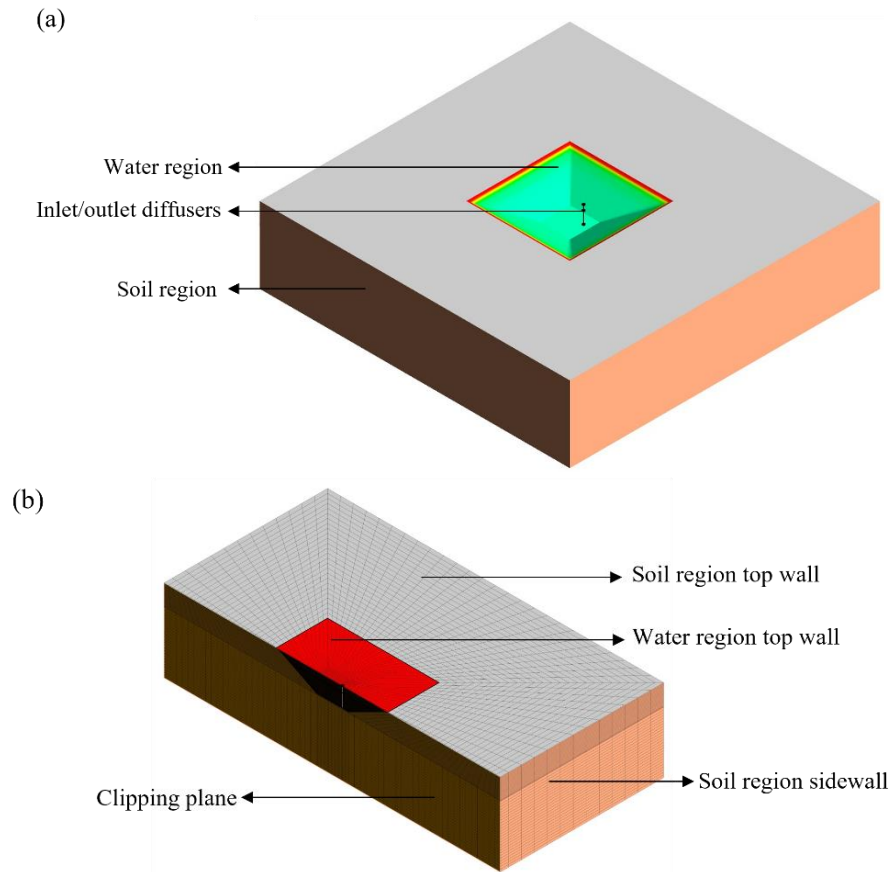 (a)
Water region
Inlet/outlet diffusers
Soil region
(b)
Soil region top wall
Water region top wall
Clipping plane
Soil region sidewall